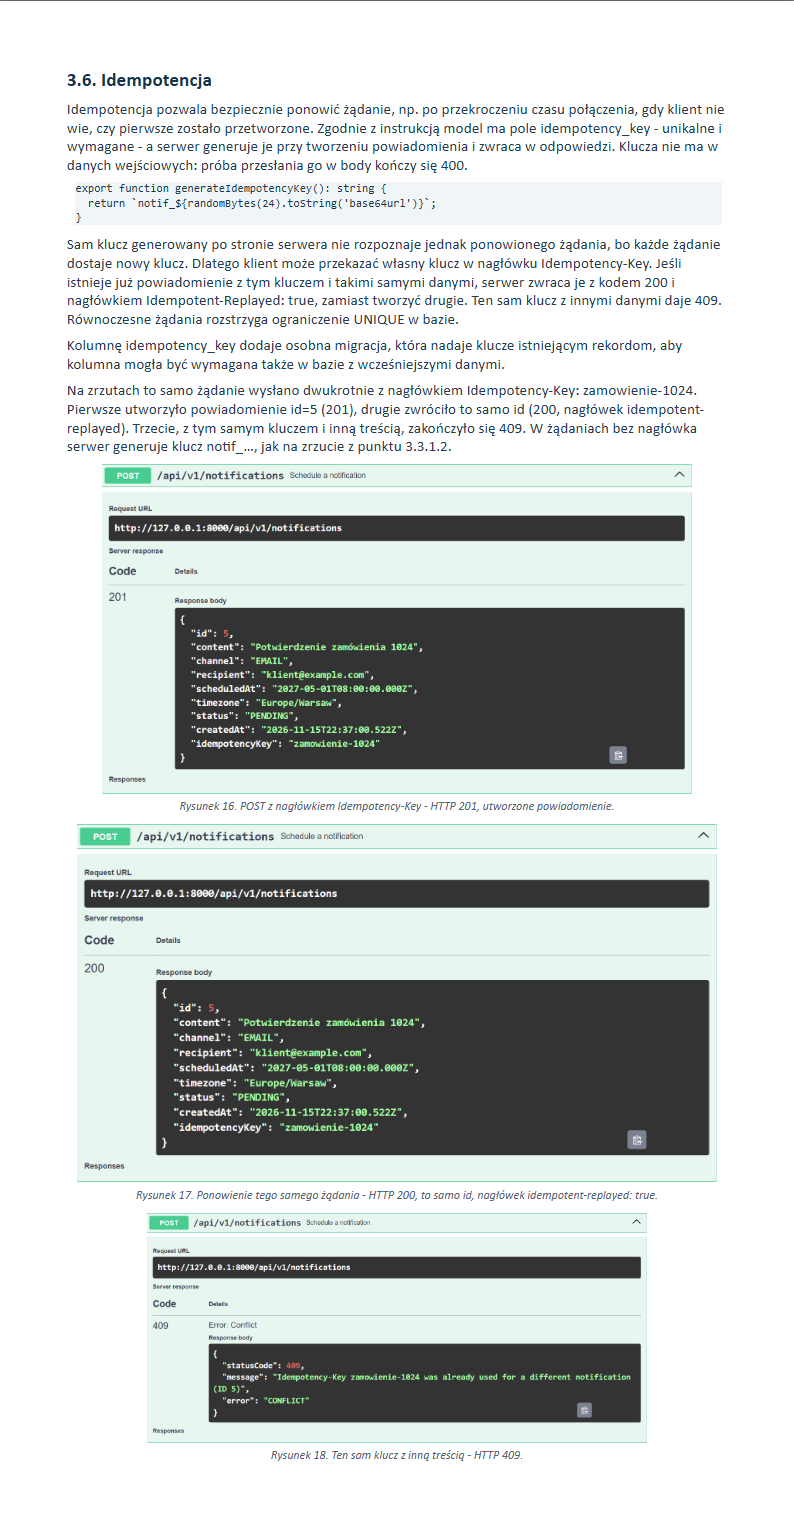 3.6. Idempotencja
Idempotencja pozwala bezpiecznie ponowić żądanie, np. po przekroczeniu czasu połączenia, gdy klient nie
wie, czy pierwsze zostało przetworzone. Zgodnie z instrukcją model ma pole idempotency_key - unikalne i
wymagane - a serwer generuje je przy tworzeniu powiadomienia i zwraca w odpowiedzi. Klucza nie ma w
danych wejściowych: próba przesłania go w body kończy się 400.
export function generateIdempotencyKey(): string {
  return `notif_${randomBytes(24).toString('base64url')}`;
}
Sam klucz generowany po stronie serwera nie rozpoznaje jednak ponowionego żądania, bo każde żądanie
dostaje nowy klucz. Dlatego klient może przekazać własny klucz w nagłówku Idempotency-Key. Jeśli
istnieje już powiadomienie z tym kluczem i takimi samymi danymi, serwer zwraca je z kodem 200 i
nagłówkiem Idempotent-Replayed: true, zamiast tworzyć drugie. Ten sam klucz z innymi danymi daje 409.
Równoczesne żądania rozstrzyga ograniczenie UNIQUE w bazie.
Kolumnę idempotency_key dodaje osobna migracja, która nadaje klucze istniejącym rekordom, aby
kolumna mogła być wymagana także w bazie z wcześniejszymi danymi.
Na zrzutach to samo żądanie wysłano dwukrotnie z nagłówkiem Idempotency-Key: zamowienie-1024.
Pierwsze utworzyło powiadomienie id=5 (201), drugie zwróciło to samo id (200, nagłówek idempotent-
replayed). Trzecie, z tym samym kluczem i inną treścią, zakończyło się 409. W żądaniach bez nagłówka
serwer generuje klucz notif_..., jak na zrzucie z punktu 3.3.1.2.
POST /api/v1/notifications Schedule a notification
Request URL
http://127.0.0.1:8000/api/v1/notifications
Server response
Code Details
201 Response body
{
  "id": 5,
  "content": "Potwierdzenie zamówienia 1024",
  "channel": "EMAIL",
  "recipient": "klient@example.com",
  "scheduledAt": "2027-05-01T08:00:00.000Z",
  "timezone": "Europe/Warsaw",
  "status": "PENDING",
  "createdAt": "2026-11-15T22:37:00.522Z",
  "idempotencyKey": "zamowienie-1024"
}
Responses
Rysunek 16. POST z nagłówkiem Idempotency-Key - HTTP 201, utworzone powiadomienie.
POST /api/v1/notifications Schedule a notification
Request URL
http://127.0.0.1:8000/api/v1/notifications
Server response
Code Details
200 Response body
{
  "id": 5,
  "content": "Potwierdzenie zamówienia 1024",
  "channel": "EMAIL",
  "recipient": "klient@example.com",
  "scheduledAt": "2027-05-01T08:00:00.000Z",
  "timezone": "Europe/Warsaw",
  "status": "PENDING",
  "createdAt": "2026-11-15T22:37:00.522Z",
  "idempotencyKey": "zamowienie-1024"
}
Responses
Rysunek 17. Ponowienie tego samego żądania - HTTP 200, to samo id, nagłówek idempotent-replayed: true.
POST /api/v1/notifications Schedule a notification
Request URL
http://127.0.0.1:8000/api/v1/notifications
Server response
Code Details
409 Error: Conflict
Response body
{
  "statusCode": 409,
  "message": "Idempotency-Key zamowienie-1024 was already used for a different notification
(ID 5)",
  "error": "CONFLICT"
}
Responses
Rysunek 18. Ten sam klucz z inną treścią - HTTP 409.